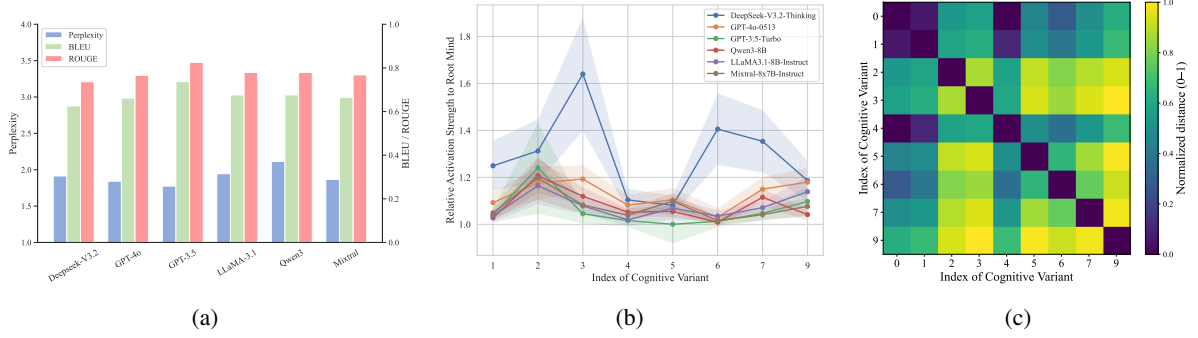 4.0
3.5
3.0
2.5
2.0
1.5
1.0
Perplexity
Perplexity
BLEU
ROUGE
1.0
0.8
0.6
0.4
0.2
0.0
BLEU / ROUGE
Deepseek-V3.2
GPT-4o
GPT-3.5
LLaMA-3.1
Qwen3
Mixtral
(a)
Relative Activation Strength to Root Mind
1.8
1.6
1.4
1.2
1.0
DeepSeek-V3.2-Thinking
GPT-4o-0513
GPT-3.5-Turbo
Qwen3-8B
LLaMA3.1-8B-Instruct
Mixtral-8x7B-Instruct
1 2 3 4 5 6 7 8 9
Index of Cognitive Variant
(b)
Index of Cognitive Variant
0
1
2
3
4
5
6
7
9
0 1 2 3 4 5 6 7 9
Index of Cognitive Variant
1.0
0.8
0.6
0.4
0.2
0.0
Normalized distance (0–1)
(c)